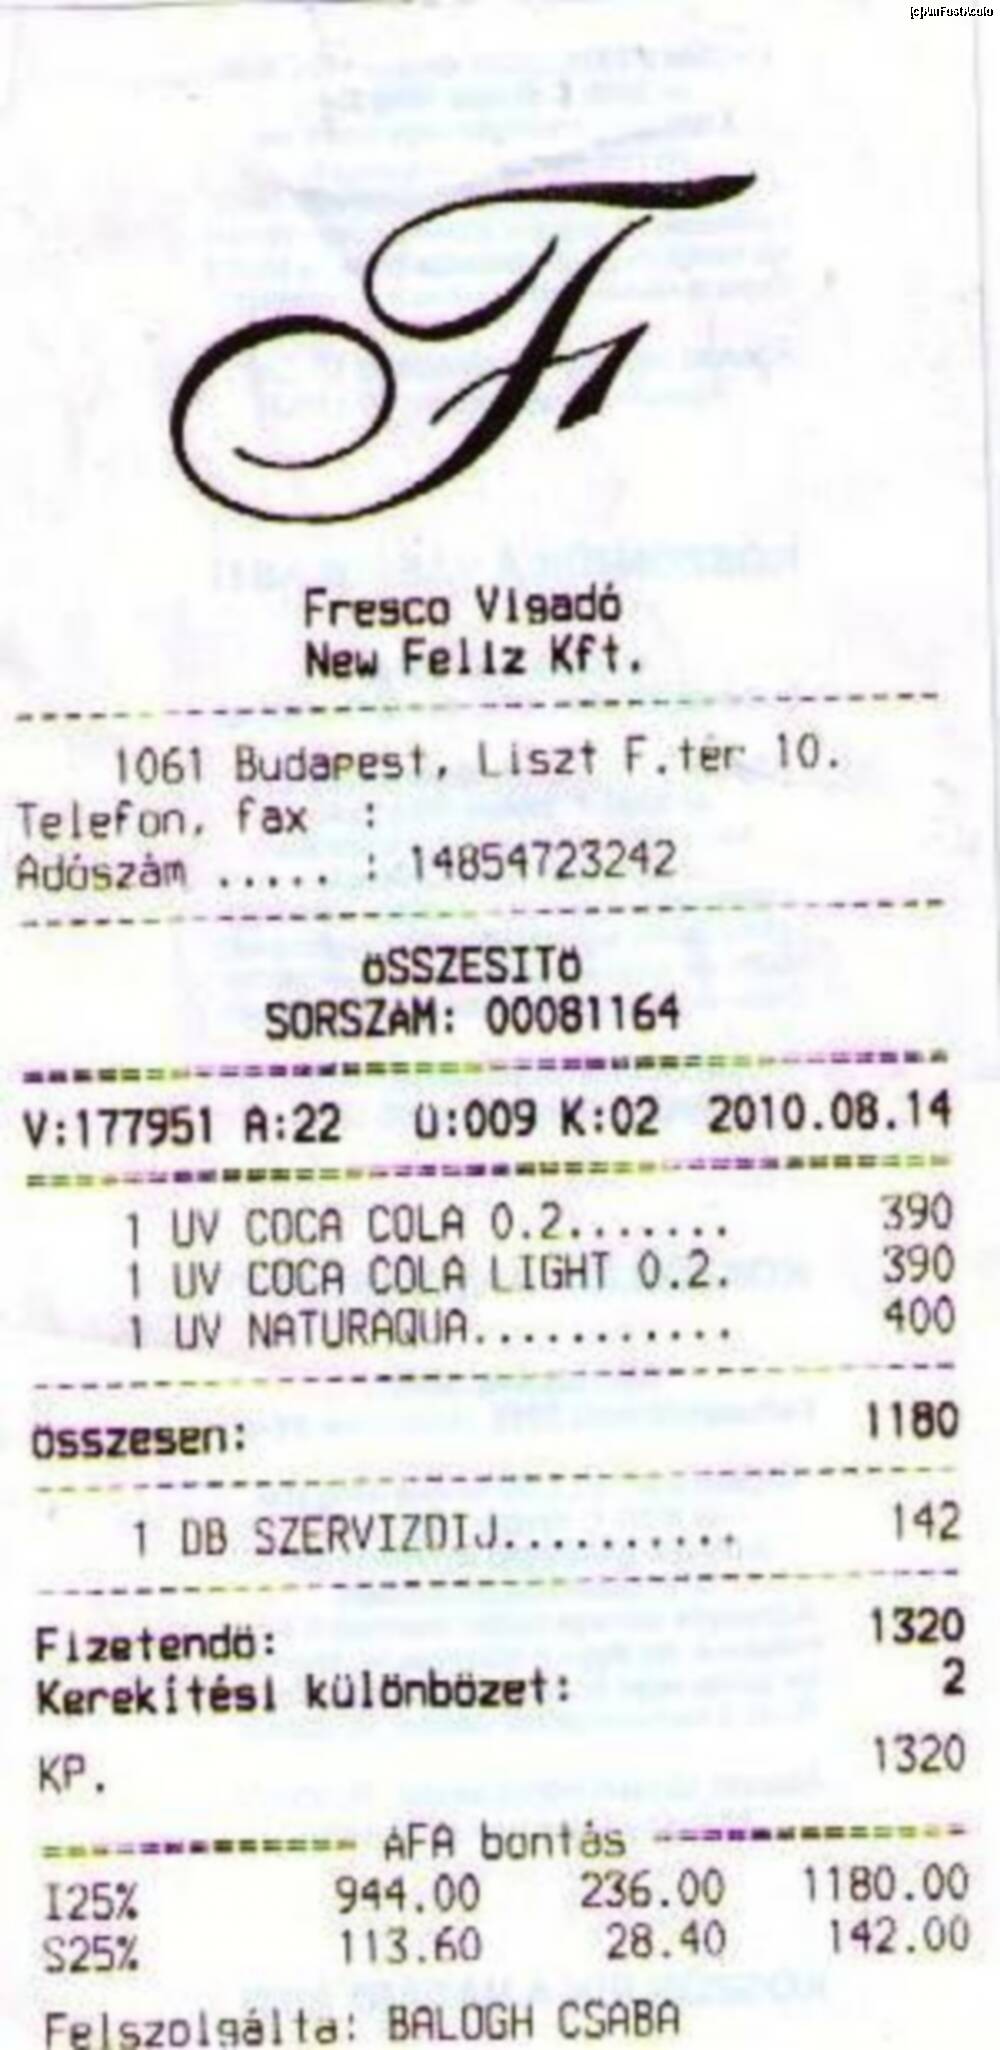 Fresco Vigadó
New Feliz Kft.
1061 Budapest, Liszt F.tér 10.
Telefon, fax :
Adószám ..... : 14854723242
öSSZESITö
SORSZAM: 00081164
V:177951 A:22 ü:009 K:02 2010.08.14
1 UV COCA COLA 0.2....... 390
1 UV COCA COLA LIGHT 0.2. 390
1 UV NATURAQUA........... 400
összesen: 1180
1 DB SZERVIZDIJ.......... 142
Fizetendö: 1320
Kerekítési különbözet: 2
KP. 1320
AFA bontás
I25% 944.00 236.00 1180.00
S25% 113.60 28.40 142.00
Felszolgálta: BALOGH CSABA